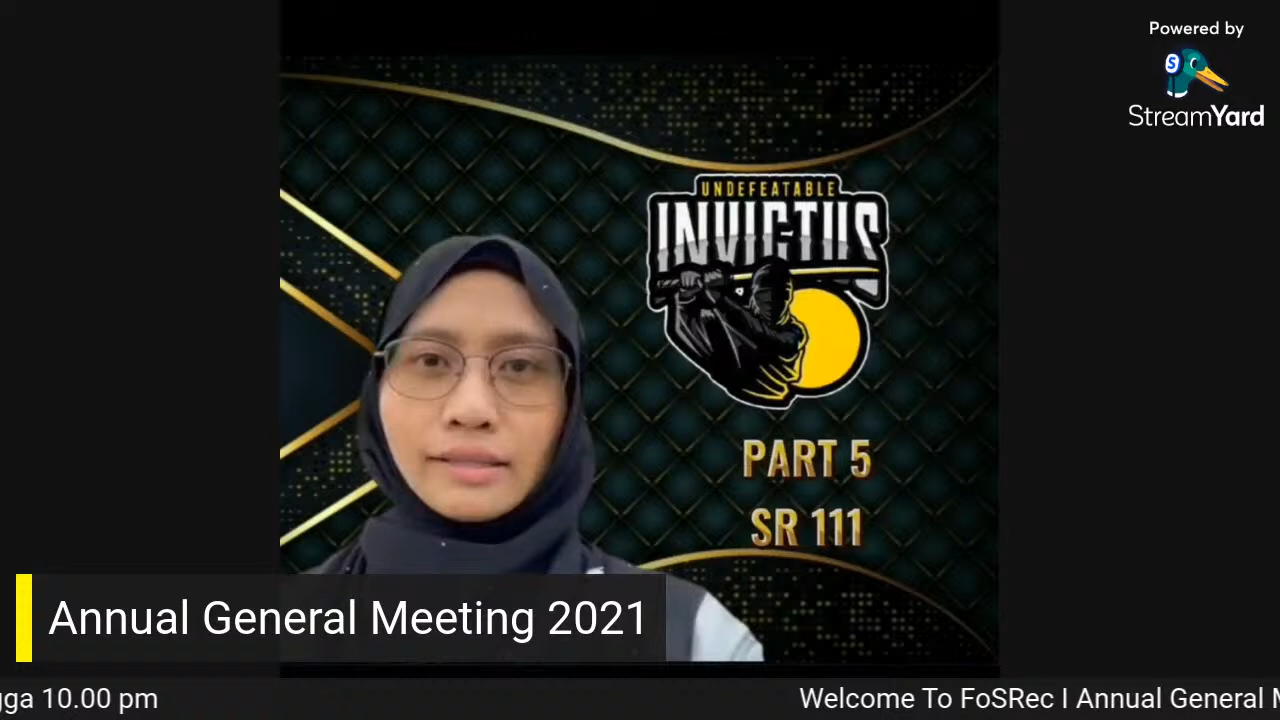 Powered by
StreamYard
UNDEFEATABLE
INVICTUS
PART 5
SR 111
Annual General Meeting 2021
gga 10.00 pm
Welcome To FoSRec I Annual General M